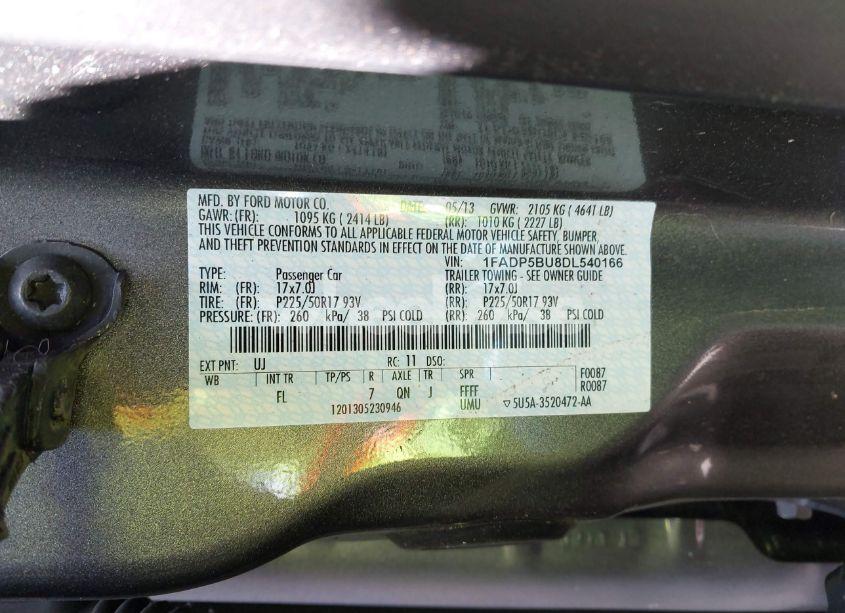 MFD. BY FORD MOTOR CO. DATE: 05/13 GVWR: 2105 KG ( 4641 LB)
GAWR: (FR): 1095 KG ( 2414 LB) (RR): 1010 KG ( 2227 LB)
THIS VEHICLE CONFORMS TO ALL APPLICABLE FEDERAL MOTOR VEHICLE SAFETY, BUMPER,
AND THEFT PREVENTION STANDARDS IN EFFECT ON THE DATE OF MANUFACTURE SHOWN ABOVE.
VIN: 1FADP5BU8DL540166
TYPE: Passenger Car TRAILER TOWING - SEE OWNER GUIDE
RIM: (FR): 17x7.0J (RR): 17x7.0J
TIRE: (FR): P225/50R17 93V (RR): P225/50R17 93V
PRESSURE: (FR): 260 kPa/ 38 PSI COLD (RR): 260 kPa/ 38 PSI COLD
EXT PNT: UJ RC: 11 DSO: F0087
WB INT TR TP/PS R AXLE TR SPR R0087
FL 7 QN J FFFF
1201305230946 UMU ▽5U5A-3520472-AA